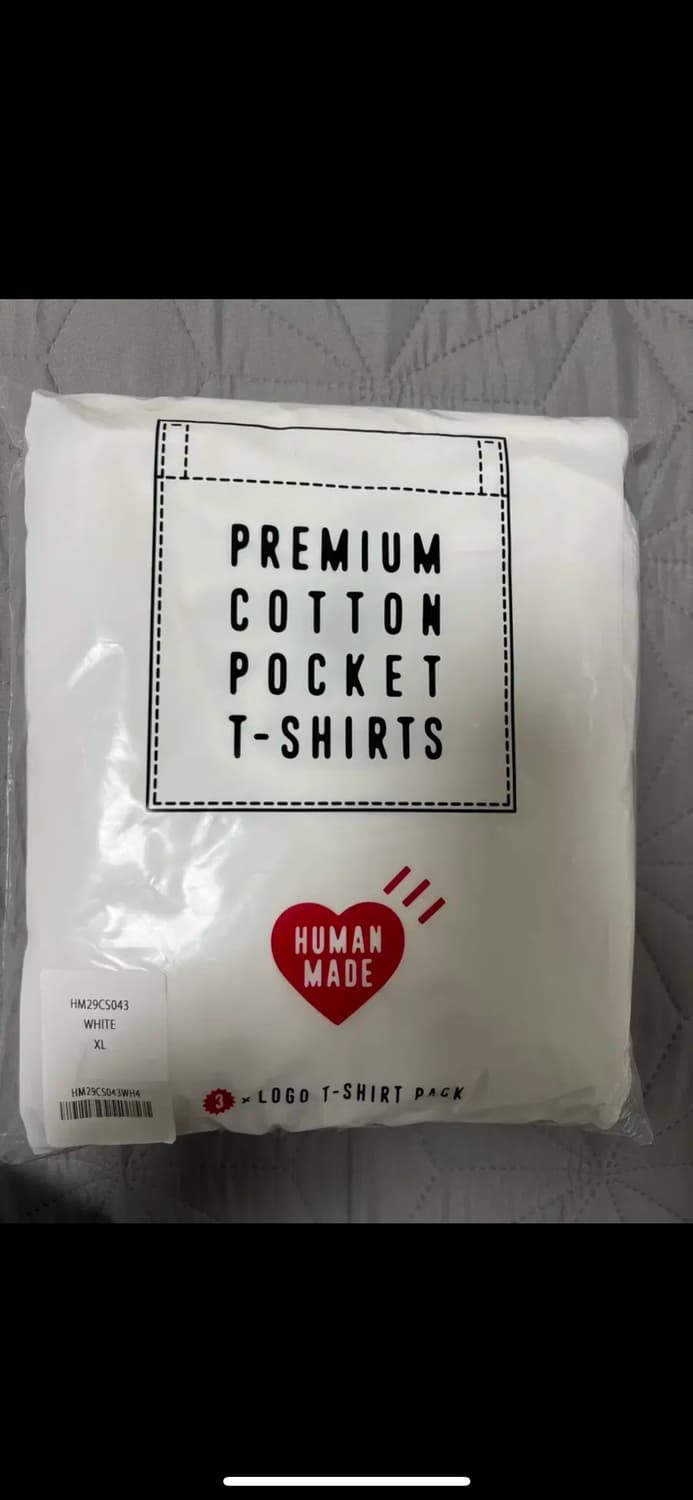 PREMIUM
COTTON
POCKET
T-SHIRTS
HUMAN
MADE
HM29CS043
WHITE
XL
HM29CS043WH4
3 × LOGO T-SHIRT PACK